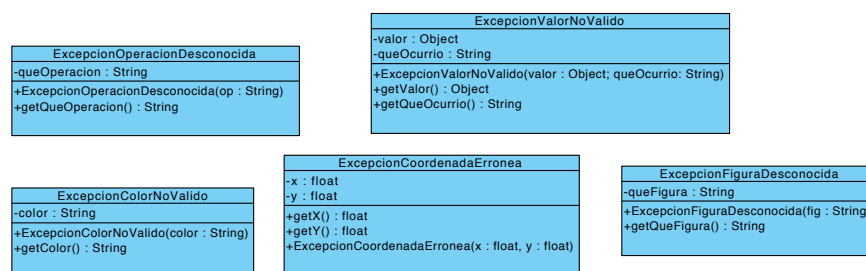 ExcepcionOperacionDesconocida
-queOperacion : String
+ExcepcionOperacionDesconocida(op : String)
+getQueOperacion() : String
ExcepcionValorNoValido
-valor : Object
-queOcurrio : String
+ExcepcionValorNoValido(valor : Object; queOcurrio: String)
+getValor() : Object
+getQueOcurrio() : String
ExcepcionColorNoValido
-color : String
+ExcepcionColorNoValido(color : String)
+getColor() : String
ExcepcionCoordenadaErronea
-x : float
-y : float
+getX() : float
+getY() : float
+ExcepcionCoordenadaErronea(x : float, y : float)
ExcepcionFiguraDesconocida
-queFigura : String
+ExcepcionFiguraDesconocida(fig : String
+getQueFigura() : String